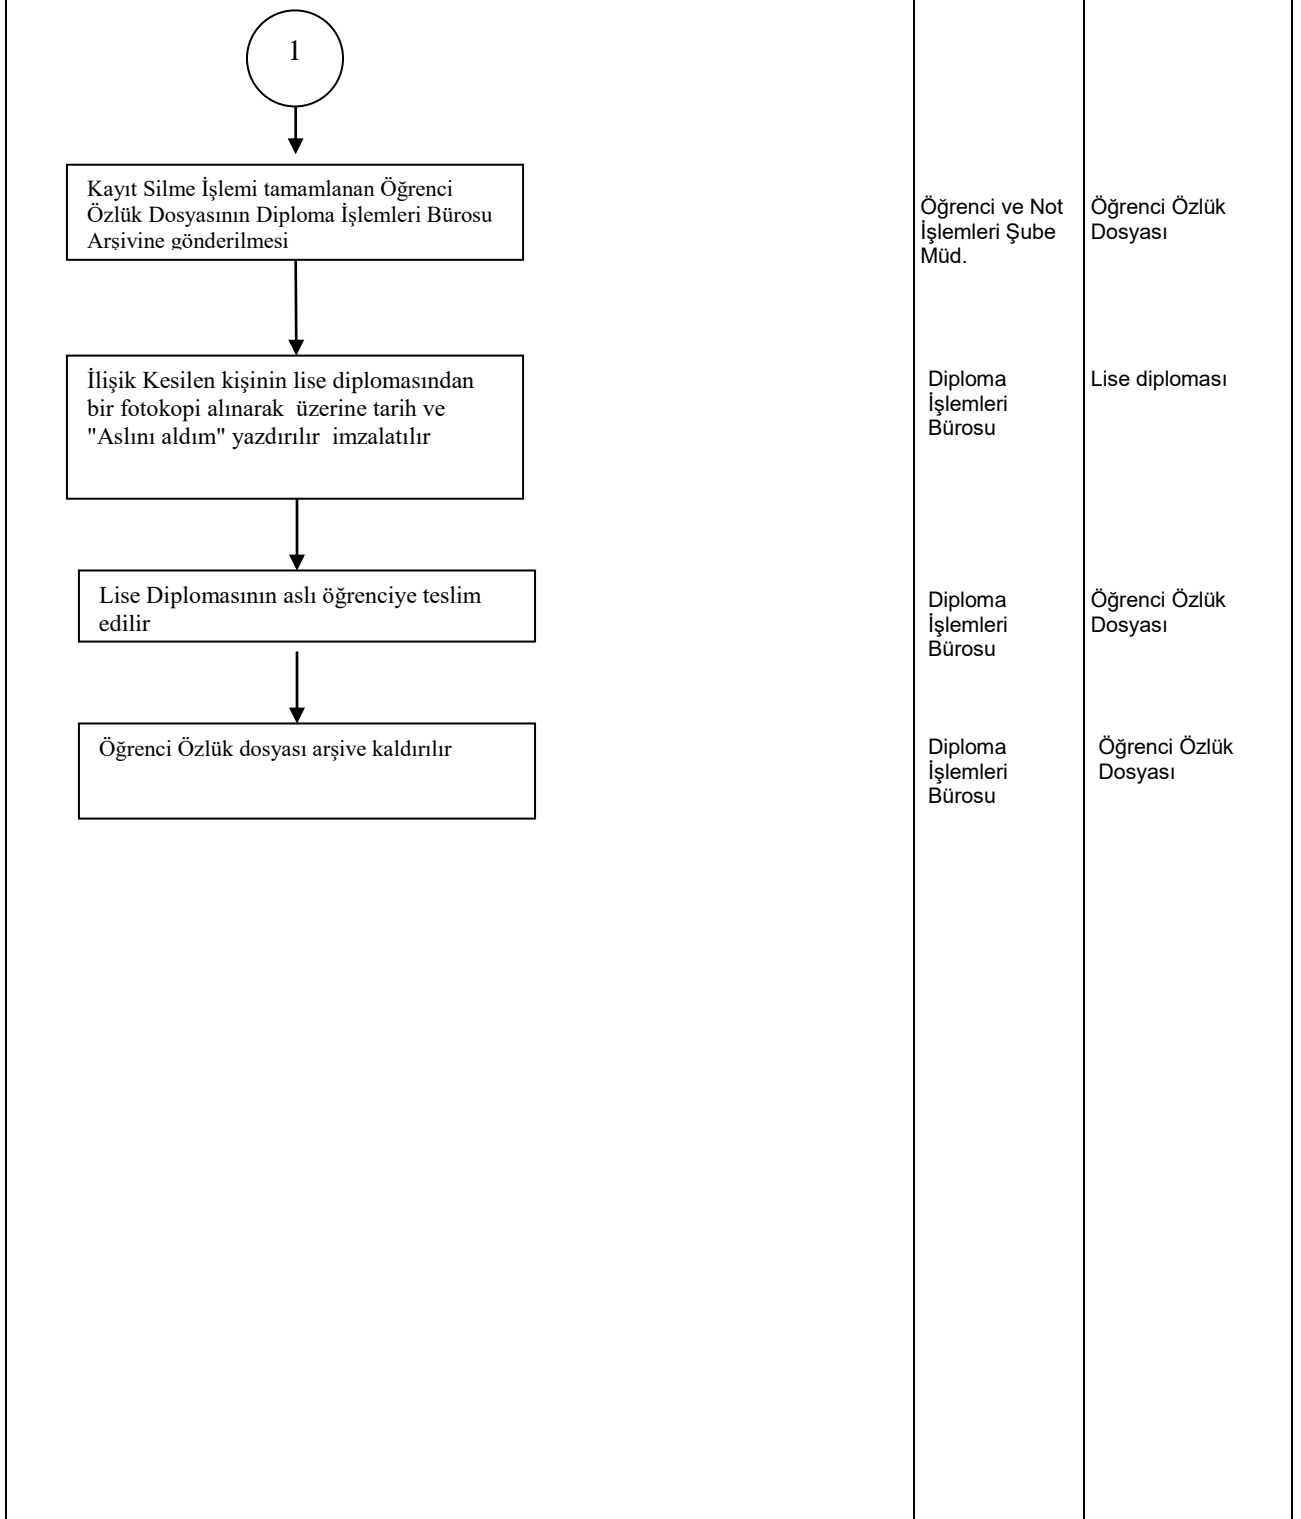 1
Kayıt Silme İşlemi tamamlanan Öğrenci
Özlük Dosyasının Diploma İşlemleri Bürosu
Arşivine gönderilmesi
Öğrenci ve Not
İşlemleri Şube
Müd.
Öğrenci Özlük
Dosyası
İlişik Kesilen kişinin lise diplomasından
bir fotokopi alınarak  üzerine tarih ve
"Aslını aldım" yazdırılır  imzalatılır
Diploma
İşlemleri
Bürosu
Lise diploması
Lise Diplomasının aslı öğrenciye teslim
edilir
Diploma
İşlemleri
Bürosu
Öğrenci Özlük
Dosyası
Öğrenci Özlük dosyası arşive kaldırılır
Diploma
İşlemleri
Bürosu
Öğrenci Özlük
Dosyası